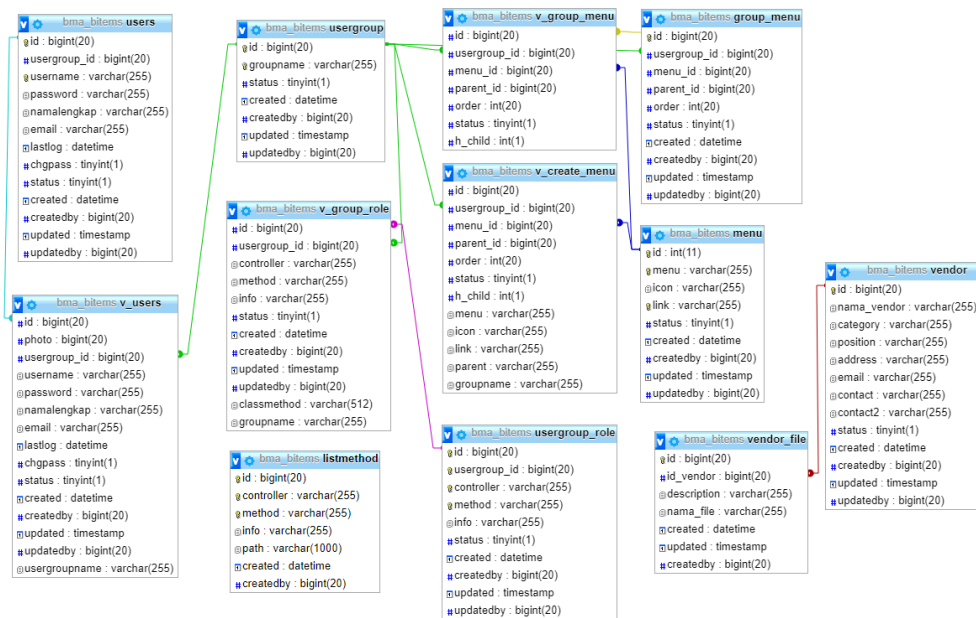 bma_bitems users
id : bigint(20)
usergroup_id : bigint(20)
username : varchar(255)
password : varchar(255)
namalengkap : varchar(255)
email : varchar(255)
lastlog : datetime
chgpass : tinyint(1)
status : tinyint(1)
created : datetime
createdby : bigint(20)
updated : timestamp
updatedby : bigint(20)
bma_bitems v_users
id : bigint(20)
photo : bigint(20)
usergroup_id : bigint(20)
username : varchar(255)
password : varchar(255)
namalengkap : varchar(255)
email : varchar(255)
lastlog : datetime
chgpass : tinyint(1)
status : tinyint(1)
created : datetime
createdby : bigint(20)
updated : timestamp
updatedby : bigint(20)
usergroupname : varchar(255)
bma_bitems usergroup
id : bigint(20)
groupname : varchar(255)
status : tinyint(1)
created : datetime
createdby : bigint(20)
updated : timestamp
updatedby : bigint(20)
bma_bitems v_group_role
id : bigint(20)
usergroup_id : bigint(20)
controller : varchar(255)
method : varchar(255)
info : varchar(255)
status : tinyint(1)
created : datetime
createdby : bigint(20)
updated : timestamp
updatedby : bigint(20)
classmethod : varchar(512)
groupname : varchar(255)
bma_bitems listmethod
id : bigint(20)
controller : varchar(255)
method : varchar(255)
info : varchar(255)
path : varchar(1000)
created : datetime
createdby : bigint(20)
bma_bitems v_group_menu
id : bigint(20)
usergroup_id : bigint(20)
menu_id : bigint(20)
parent_id : bigint(20)
order : int(20)
status : tinyint(1)
h_child : int(1)
bma_bitems v_create_menu
id : bigint(20)
usergroup_id : bigint(20)
menu_id : bigint(20)
parent_id : bigint(20)
order : int(20)
status : tinyint(1)
h_child : int(1)
menu : varchar(255)
icon : varchar(255)
link : varchar(255)
parent : varchar(255)
groupname : varchar(255)
bma_bitems usergroup_role
id : bigint(20)
usergroup_id : bigint(20)
controller : varchar(255)
method : varchar(255)
info : varchar(255)
status : tinyint(1)
created : datetime
createdby : bigint(20)
updated : timestamp
updatedby : bigint(20)
bma_bitems group_menu
id : bigint(20)
usergroup_id : bigint(20)
menu_id : bigint(20)
parent_id : bigint(20)
order : int(20)
status : tinyint(1)
created : datetime
createdby : bigint(20)
updated : timestamp
updatedby : bigint(20)
bma_bitems menu
id : int(11)
menu : varchar(255)
icon : varchar(255)
link : varchar(255)
status : tinyint(1)
created : datetime
createdby : bigint(20)
updated : timestamp
updatedby : bigint(20)
bma_bitems vendor_file
id : bigint(20)
id_vendor : bigint(20)
description : varchar(255)
nama_file : varchar(255)
created : datetime
updated : timestamp
createdby : bigint(20)
bma_bitems vendor
id : bigint(20)
nama_vendor : varchar(255)
category : varchar(255)
position : varchar(255)
address : varchar(255)
email : varchar(255)
contact : varchar(255)
contact2 : varchar(255)
status : tinyint(1)
created : datetime
createdby : bigint(20)
updated : timestamp
updatedby : bigint(20)